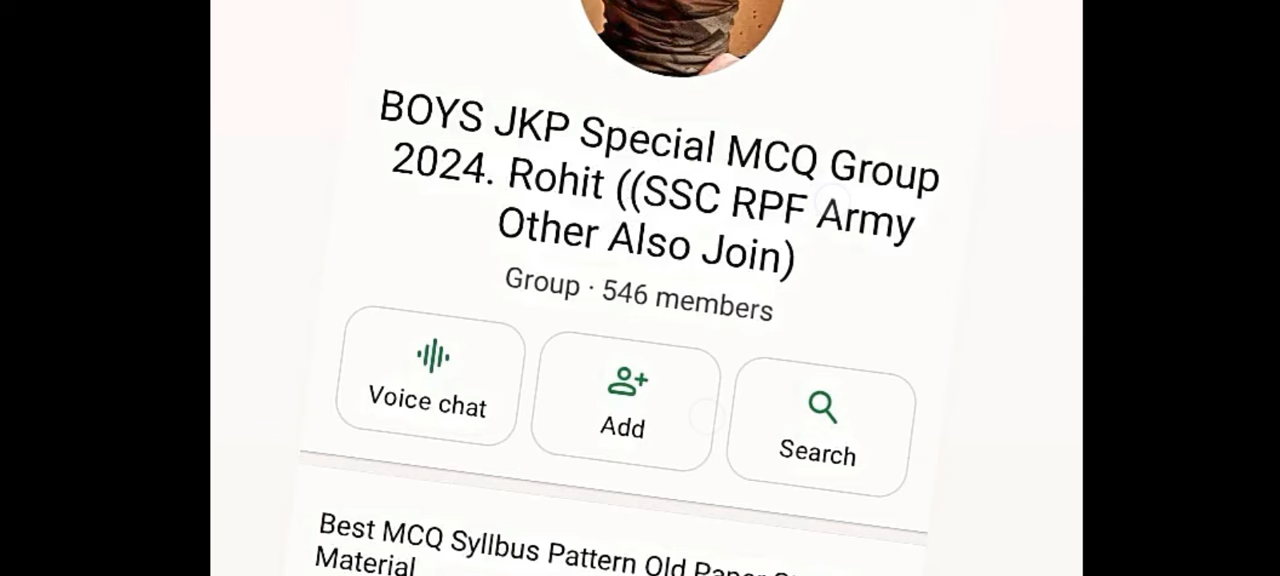 BOYS JKP Special MCQ Group
2024. Rohit ((SSC RPF Army
Other Also Join)
Group · 546 members
Voice chat
Add
Search
Best MCQ Syllbus Pattern Old Paper
Material